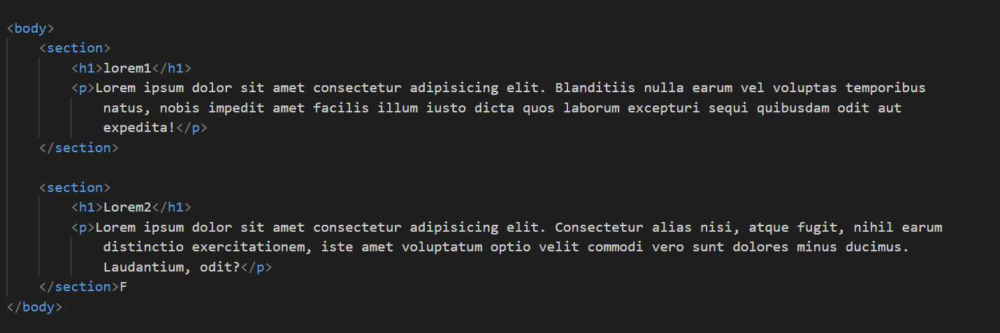 <body>
<section>
<h1>lorem1</h1>
<p>Lorem ipsum dolor sit amet consectetur adipisicing elit. Blanditiis nulla earum vel voluptas temporibus
natus, nobis impedit amet facilis illum iusto dicta quos laborum excepturi sequi quibusdam odit aut
expedita!</p>
</section>
<section>
<h1>Lorem2</h1>
<p>Lorem ipsum dolor sit amet consectetur adipisicing elit. Consectetur alias nisi, atque fugit, nihil earum
distinctio exercitationem, iste amet voluptatum optio velit commodi vero sunt dolores minus ducimus.
Laudantium, odit?</p>
</section>F
</body>